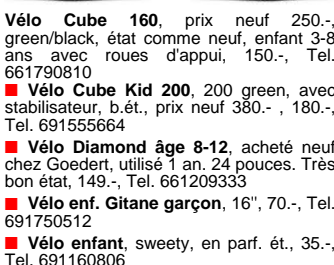 Vélo Cube 160, prix neuf 250.-,
green/black, état comme neuf, enfant 3-8
ans avec roues d'appui, 150.-, Tel.
661790810
Vélo Cube Kid 200, 200 green, avec
stabilisateur, b.ét., prix neuf 380.- , 180.-,
Tel. 691555664
Vélo Diamond âge 8-12, acheté neuf
chez Goedert, utilisé 1 an. 24 pouces. Très
bon état, 149.-, Tel. 661209333
Vélo enf. Gitane garçon, 16", 70.-, Tel.
691750512
Vélo enfant, sweety, en parf. ét., 35.-,
Tel. 691160806